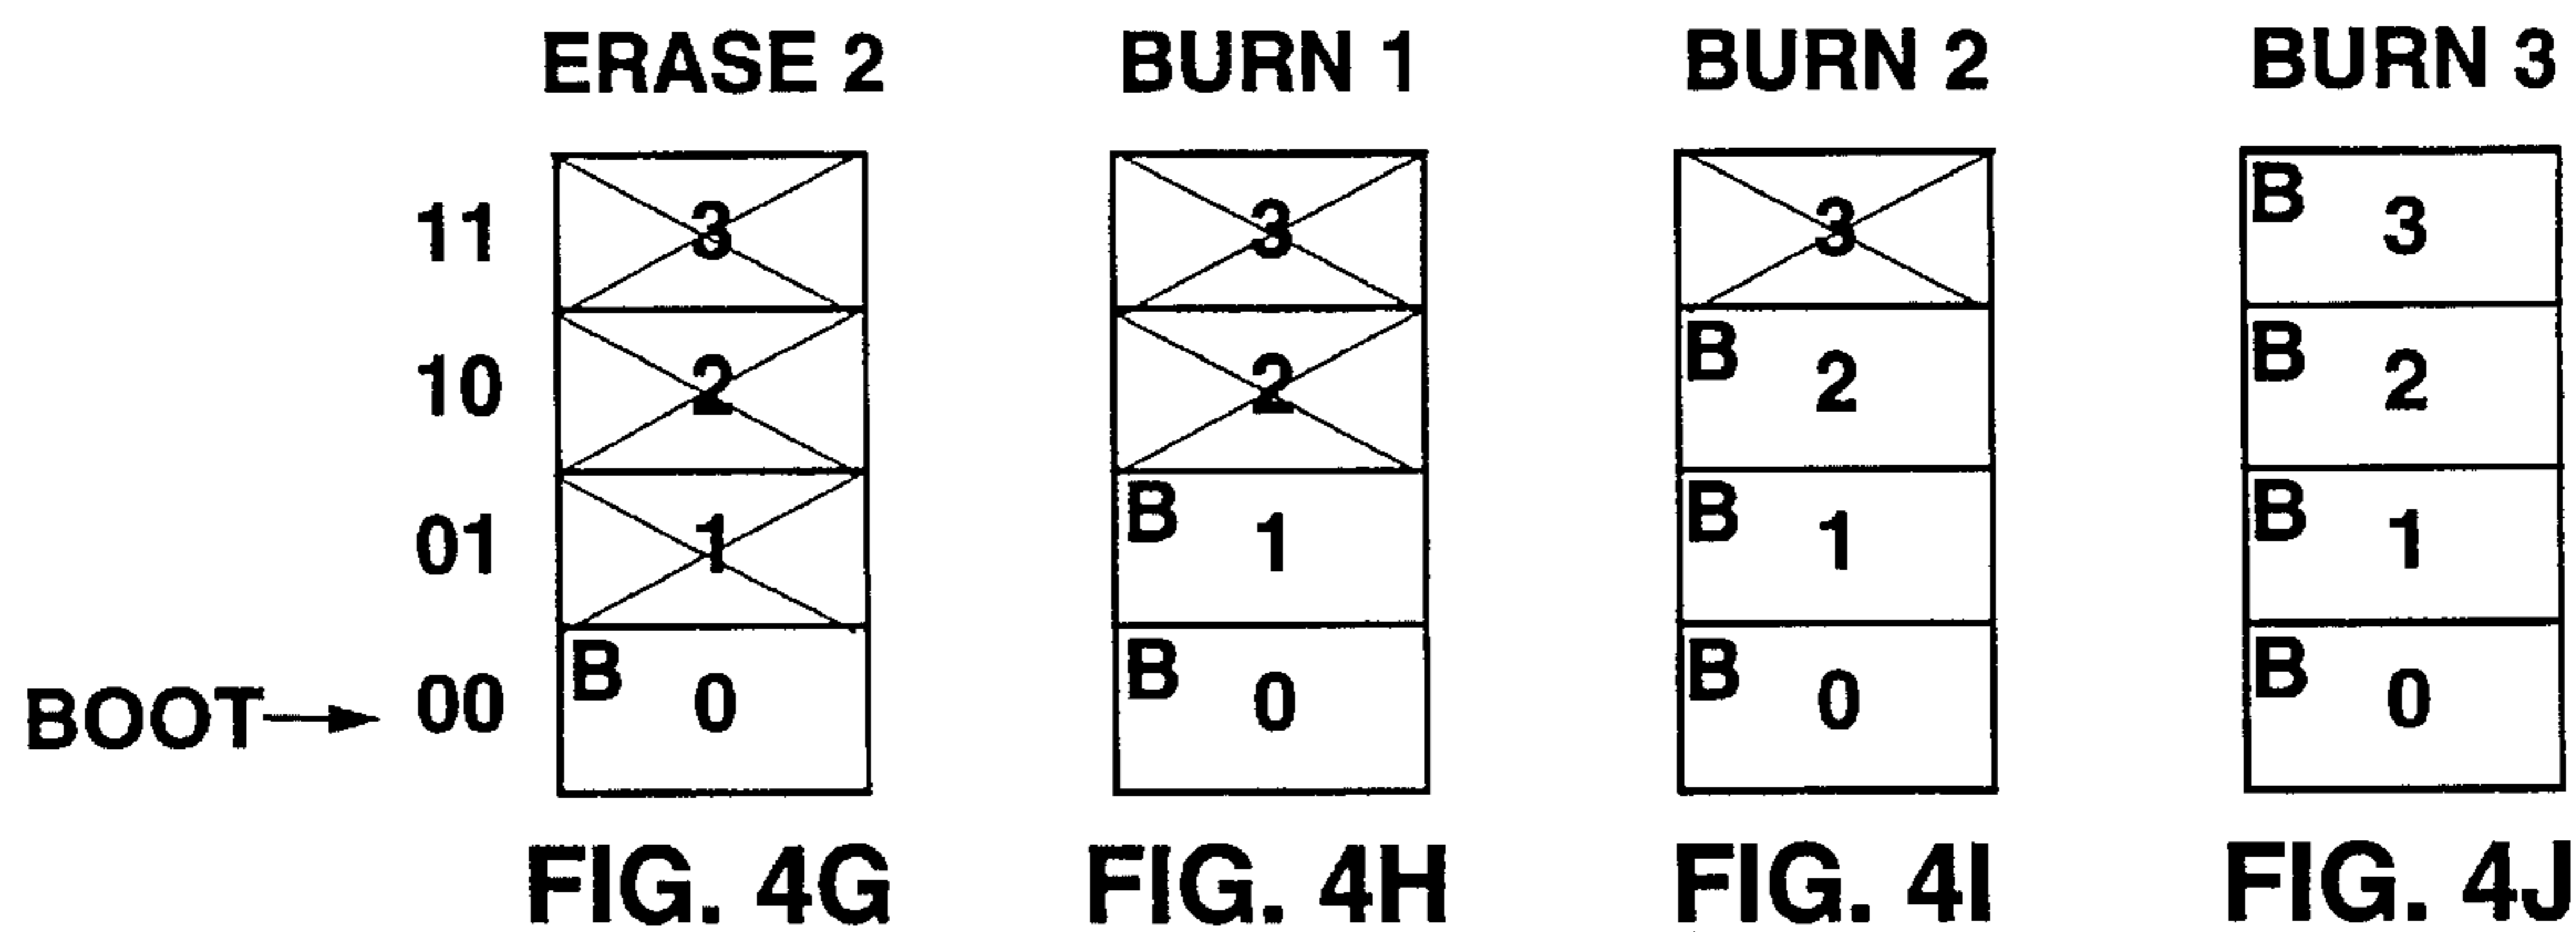 ERASE 2 BURN 1 BURN 2 BURN 3
11 3 3 3 B 3
10 2 2 B 2 B 2
01 1 B 1 B 1 B 1
BOOT 00 B 0 B 0 B 0 B 0
FIG. 4G FIG. 4H FIG. 4I FIG. 4J